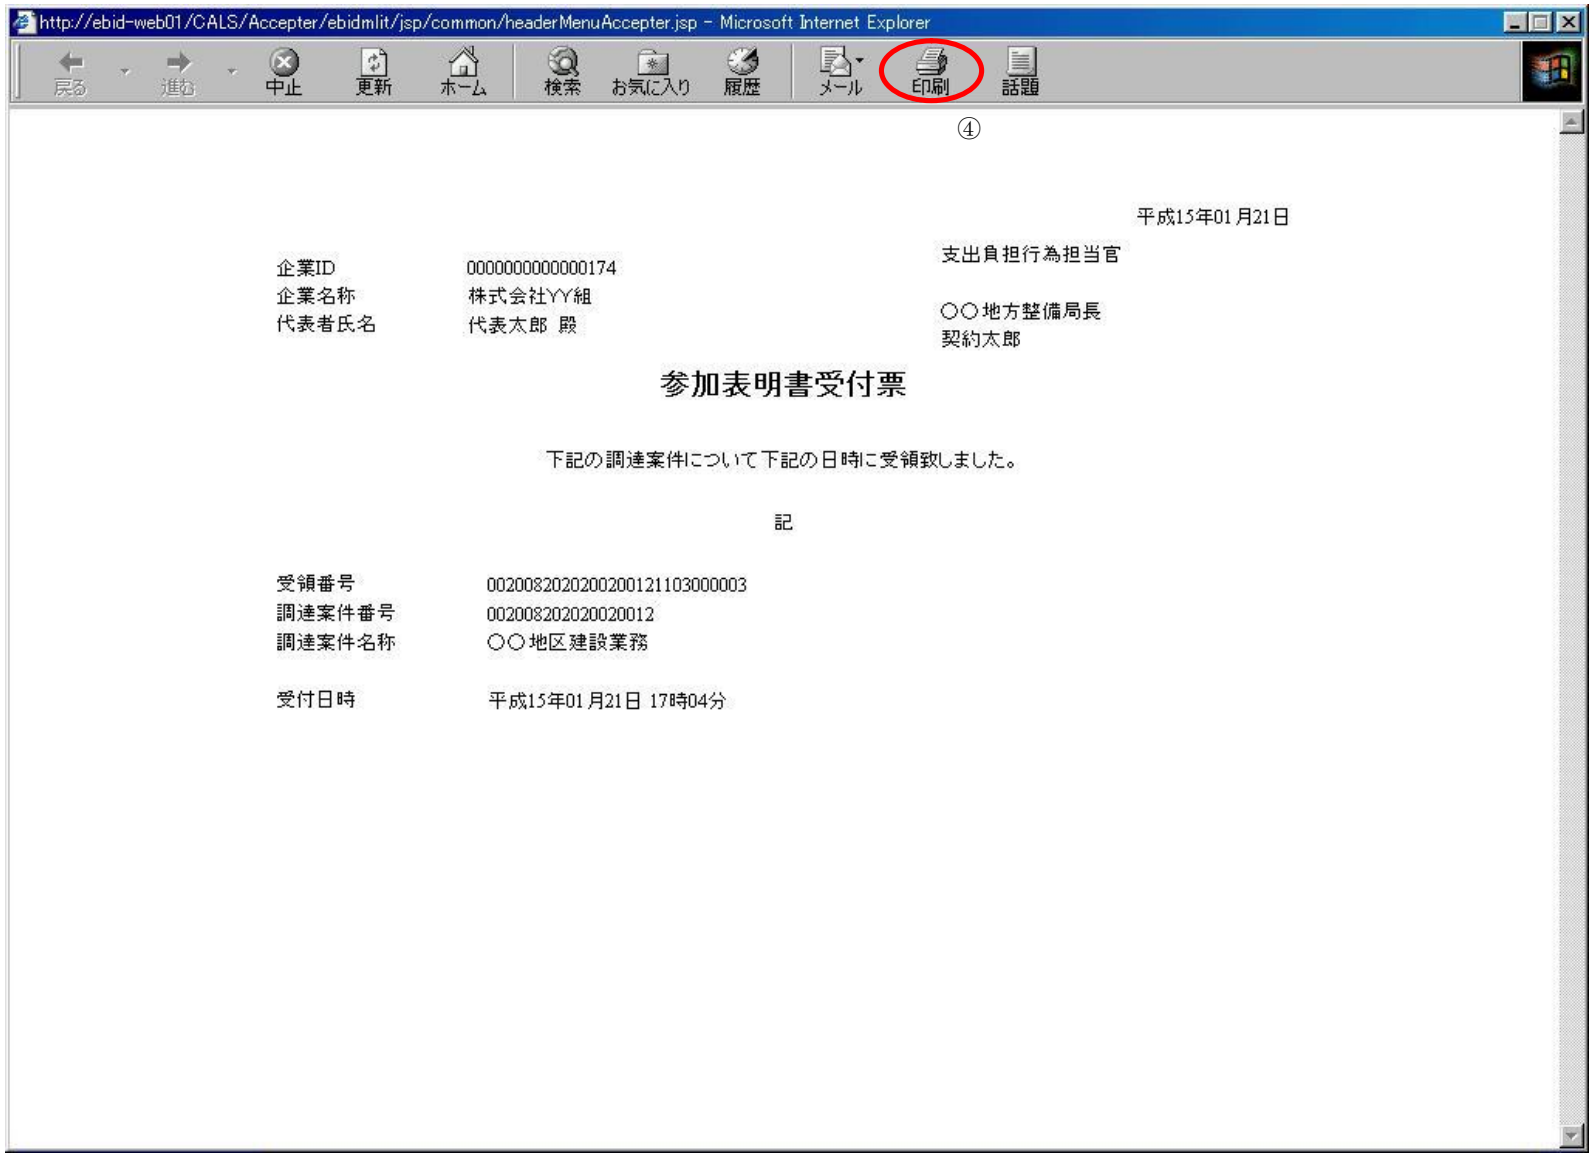 http://ebid-web01/CALS/Accepter/ebidmlit/jsp/common/headerMenuAccepter.jsp - Microsoft Internet Explorer
戻る 進む 中止 更新 ホーム 検索 お気に入り 履歴 メール 印刷 話題
④
平成15年01月21日
支出負担行為担当官
企業ID 0000000000000174
企業名称 株式会社YY組
〇〇地方整備局長
代表者氏名 代表太郎 殿
契約太郎
参加表明書受付票
下記の調達案件について下記の日時に受領致しました。
記
受領番号 0020082020200200121103000003
調達案件番号 002008202020020012
調達案件名称 〇〇地区建設業務
受付日時 平成15年01月21日 17時04分